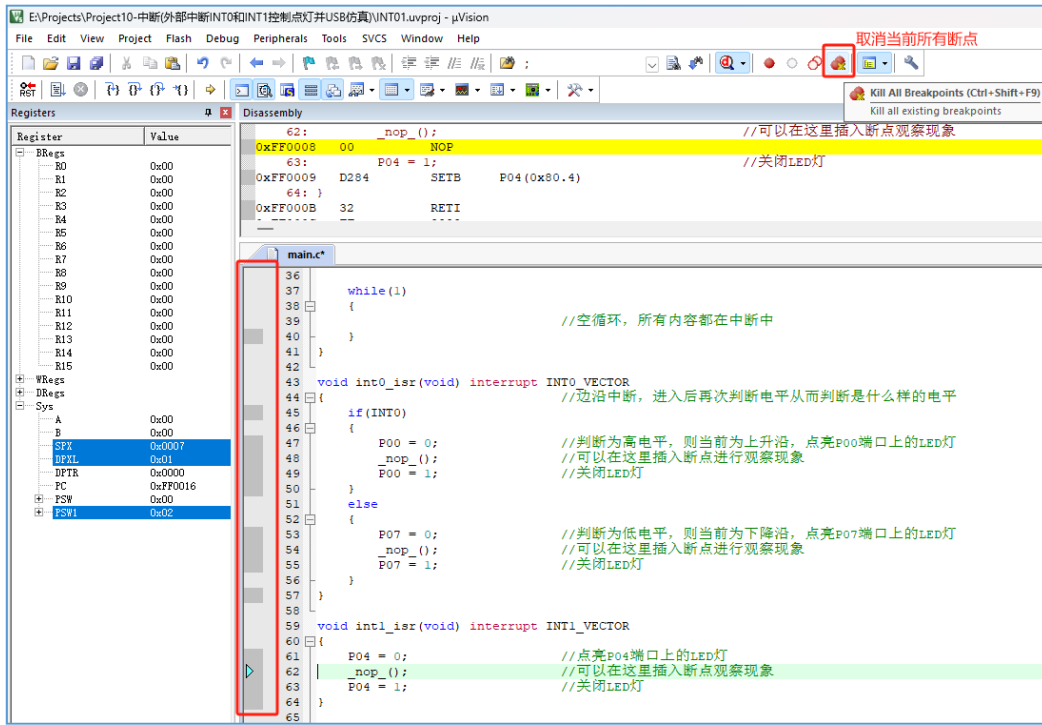 E:\Projects\Project10-中断(外部中断INT0和INT1控制点灯并USB仿真)\INT01.uvproj - µVision
File Edit View Project Flash Debug Peripherals Tools SVCS Window Help
取消当前所有断点
Kill All Breakpoints (Ctrl+Shift+F9)
Kill all existing breakpoints
RST
Registers
Register Value
BRegs
R0 0x00
R1 0x00
R2 0x00
R3 0x00
R4 0x00
R5 0x00
R6 0x00
R7 0x00
R8 0x00
R9 0x00
R10 0x00
R11 0x00
R12 0x00
R13 0x00
R14 0x00
R15 0x00
WRegs
DRegs
Sys
A 0x00
B 0x00
SPX 0x0007
DPXL 0x01
DPTR 0x0000
PC 0xFF0016
PSW 0x00
PSW1 0x02
Disassembly
62: _nop_(); //可以在这里插入断点观察现象
0xFF0008 00 NOP
63: P04 = 1; //关闭LED灯
0xFF0009 D284 SETB P04(0x80.4)
64: }
0xFF000B 32 RETI
main.c*
36
37 while(1)
38 {
39 //空循环，所有内容都在中断中
40 }
41 }
42
43 void int0_isr(void) interrupt INT0_VECTOR
44 { //边沿中断，进入后再次判断电平从而判断是什么样的电平
45 if(INT0)
46 {
47 P00 = 0; //判断为高电平，则当前为上升沿，点亮P00端口上的LED灯
48 _nop_(); //可以在这里插入断点进行观察现象
49 P00 = 1; //关闭LED灯
50 }
51 else
52 {
53 P07 = 0; //判断为低电平，则当前为下降沿，点亮P07端口上的LED灯
54 _nop_(); //可以在这里插入断点进行观察现象
55 P07 = 1; //关闭LED灯
56 }
57 }
58
59 void int1_isr(void) interrupt INT1_VECTOR
60 {
61 P04 = 0; //点亮P04端口上的LED灯
62 _nop_(); //可以在这里插入断点观察现象
63 P04 = 1; //关闭LED灯
64 }
65